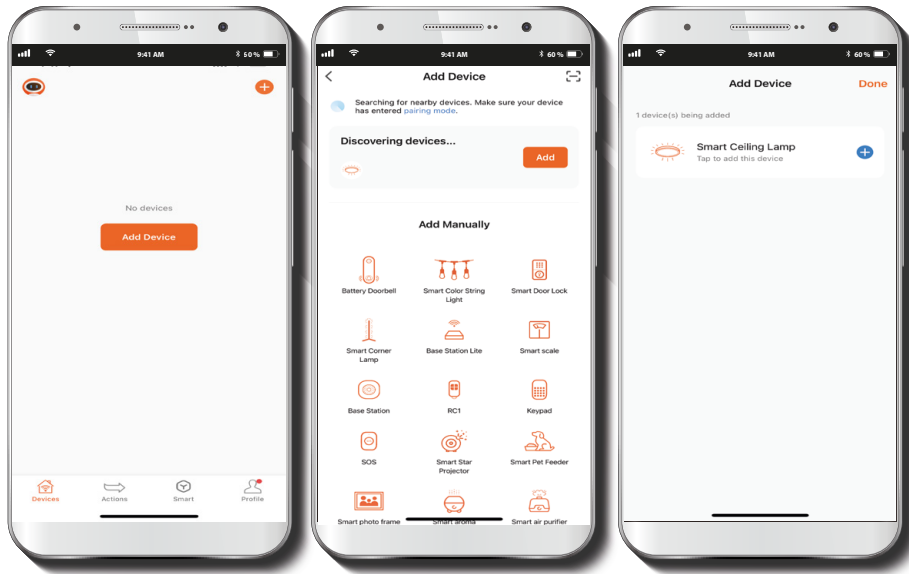 9:41 AM
50 %
No devices
Add Device
Devices
Actions
Smart
Profile
9:41 AM
60 %
Add Device
Searching for nearby devices. Make sure your device
has entered pairing mode.
Discovering devices...
Add
Add Manually
Battery Doorbell
Smart Color String
Light
Smart Door Lock
Smart Corner
Lamp
Base Station Lite
Smart scale
Base Station
RC1
Keypad
SOS
Smart Star
Projector
Smart Pet Feeder
Smart photo frame
Smart aroma
Smart air purifier
9:41 AM
60 %
Add Device
Done
1 device(s) being added
Smart Ceiling Lamp
Tap to add this device